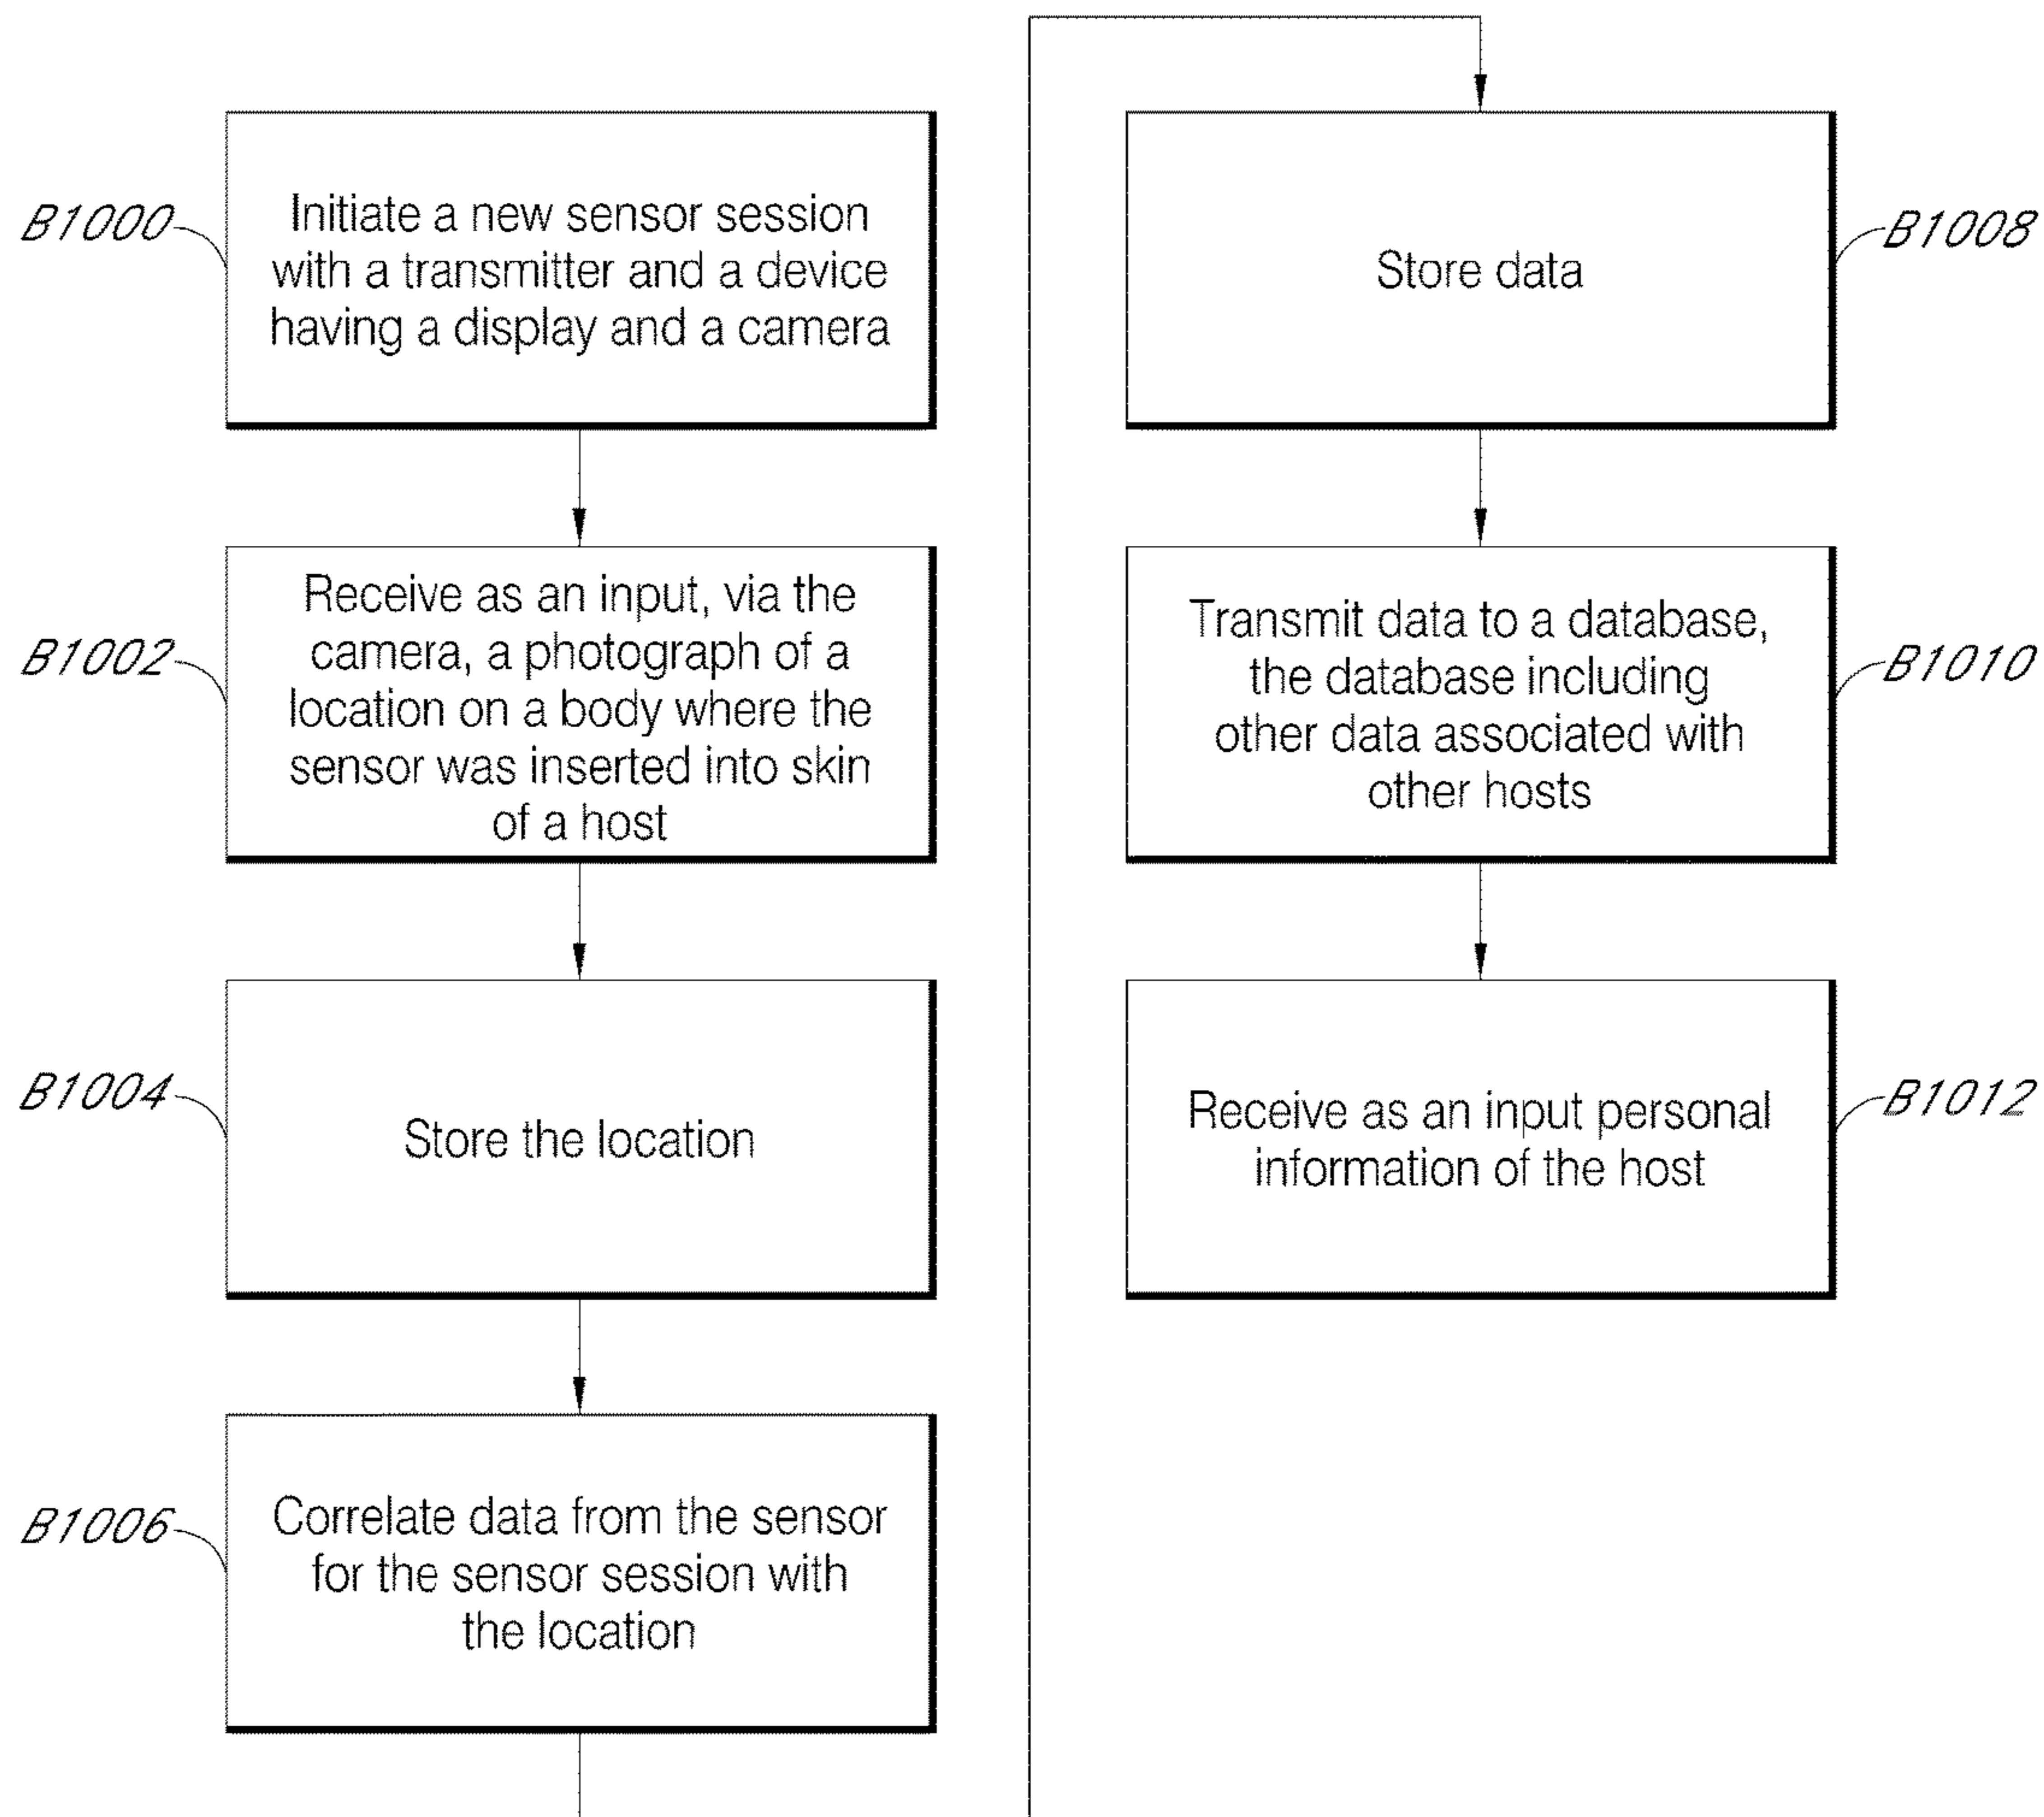 B1000
Initiate a new sensor session
with a transmitter and a device
having a display and a camera
B1002
Receive as an input, via the
camera, a photograph of a
location on a body where the
sensor was inserted into skin
of a host
B1004
Store the location
B1006
Correlate data from the sensor
for the sensor session with
the location
Store data
B1008
Transmit data to a database,
the database including
other data associated with
other hosts
B1010
Receive as an input personal
information of the host
B1012